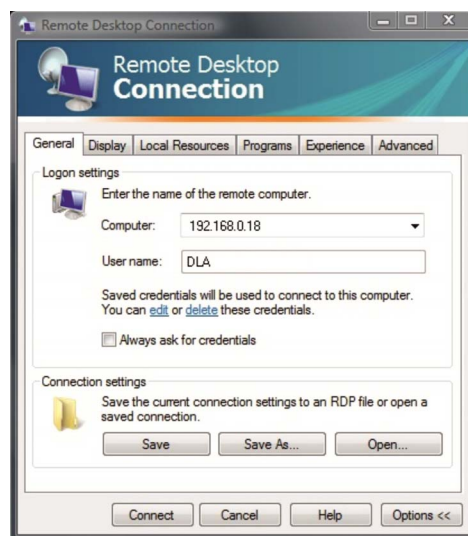 Remote Desktop Connection
Remote Desktop
Connection
General Display Local Resources Programs Experience Advanced
Logon settings
Enter the name of the remote computer.
Computer: 192.168.0.18
User name: DLA
Saved credentials will be used to connect to this computer.
You can edit or delete these credentials.
Always ask for credentials
Connection settings
Save the current connection settings to an RDP file or open a
saved connection.
Save Save As... Open...
Connect Cancel Help Options <<